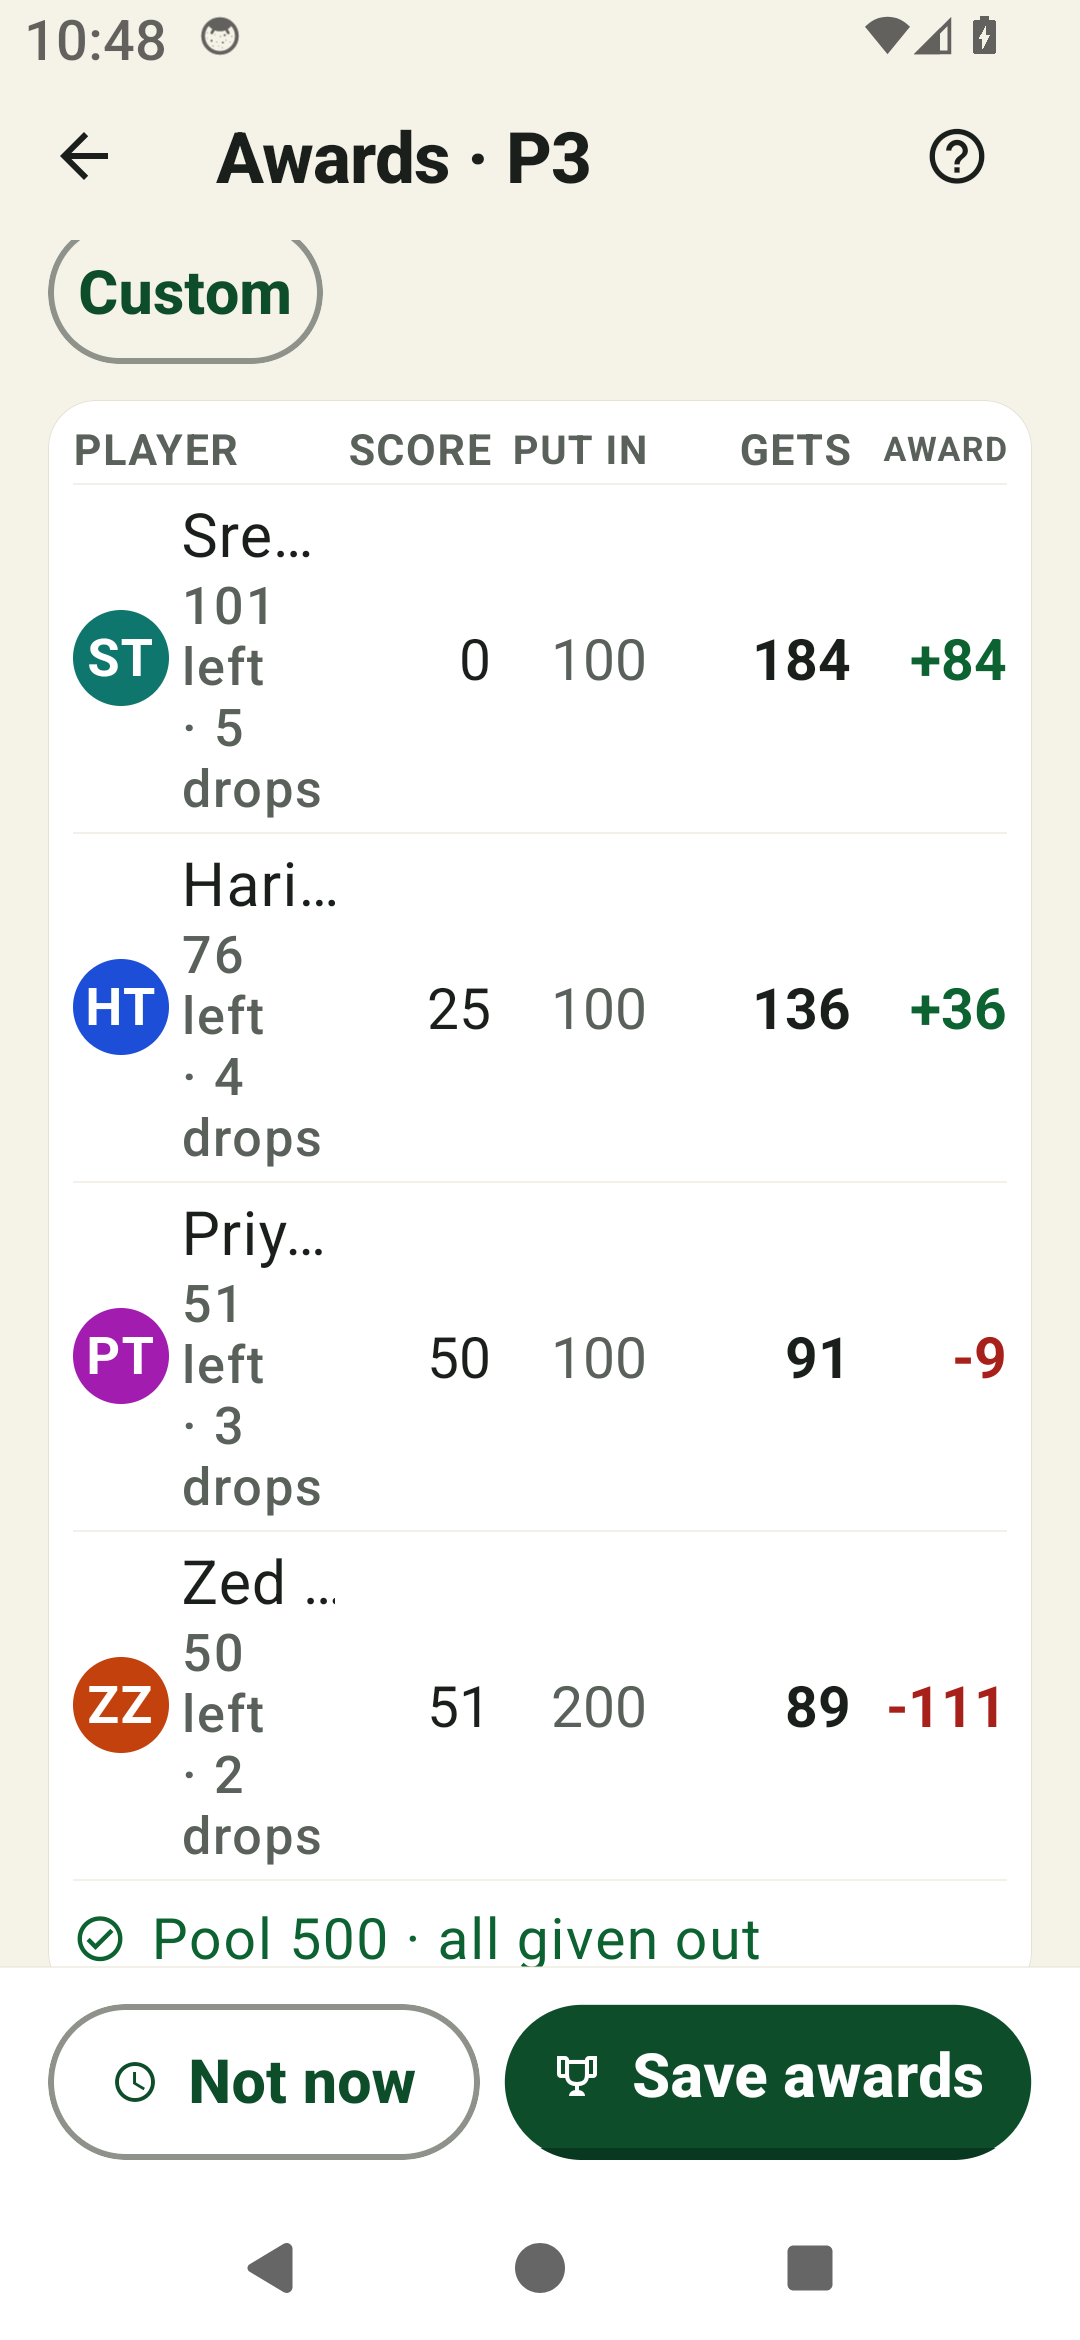 10:48
Awards · P3
Custom
PLAYER SCORE PUT IN GETS AWARD
Sre…
101
left
· 5
drops
ST 0 100 184 +84
Hari…
76
left
· 4
drops
HT 25 100 136 +36
Priy…
51
left
· 3
drops
PT 50 100 91 -9
Zed …
50
left
· 2
drops
ZZ 51 200 89 -111
Pool 500 · all given out
Not now
Save awards